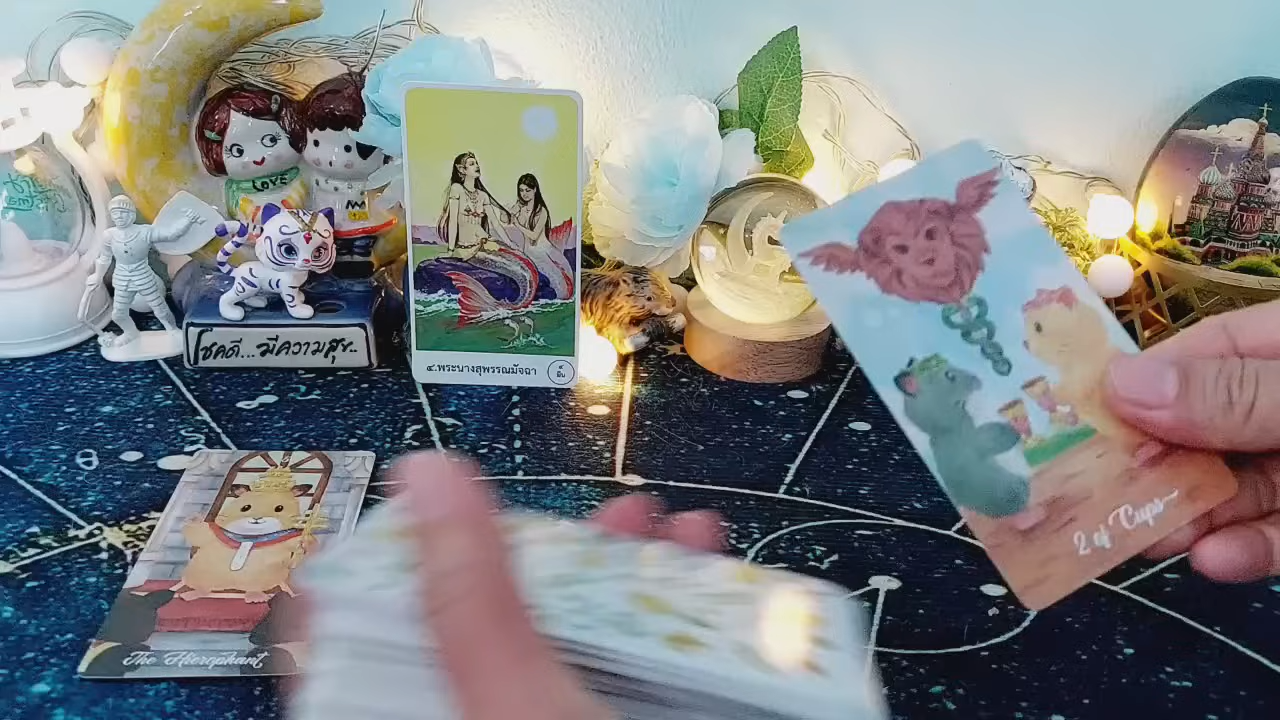 LOVE
โชคดี...มีความสุข..
๔.พระนางสุพรรณมัจฉา
2 of Cups
The Hierophant